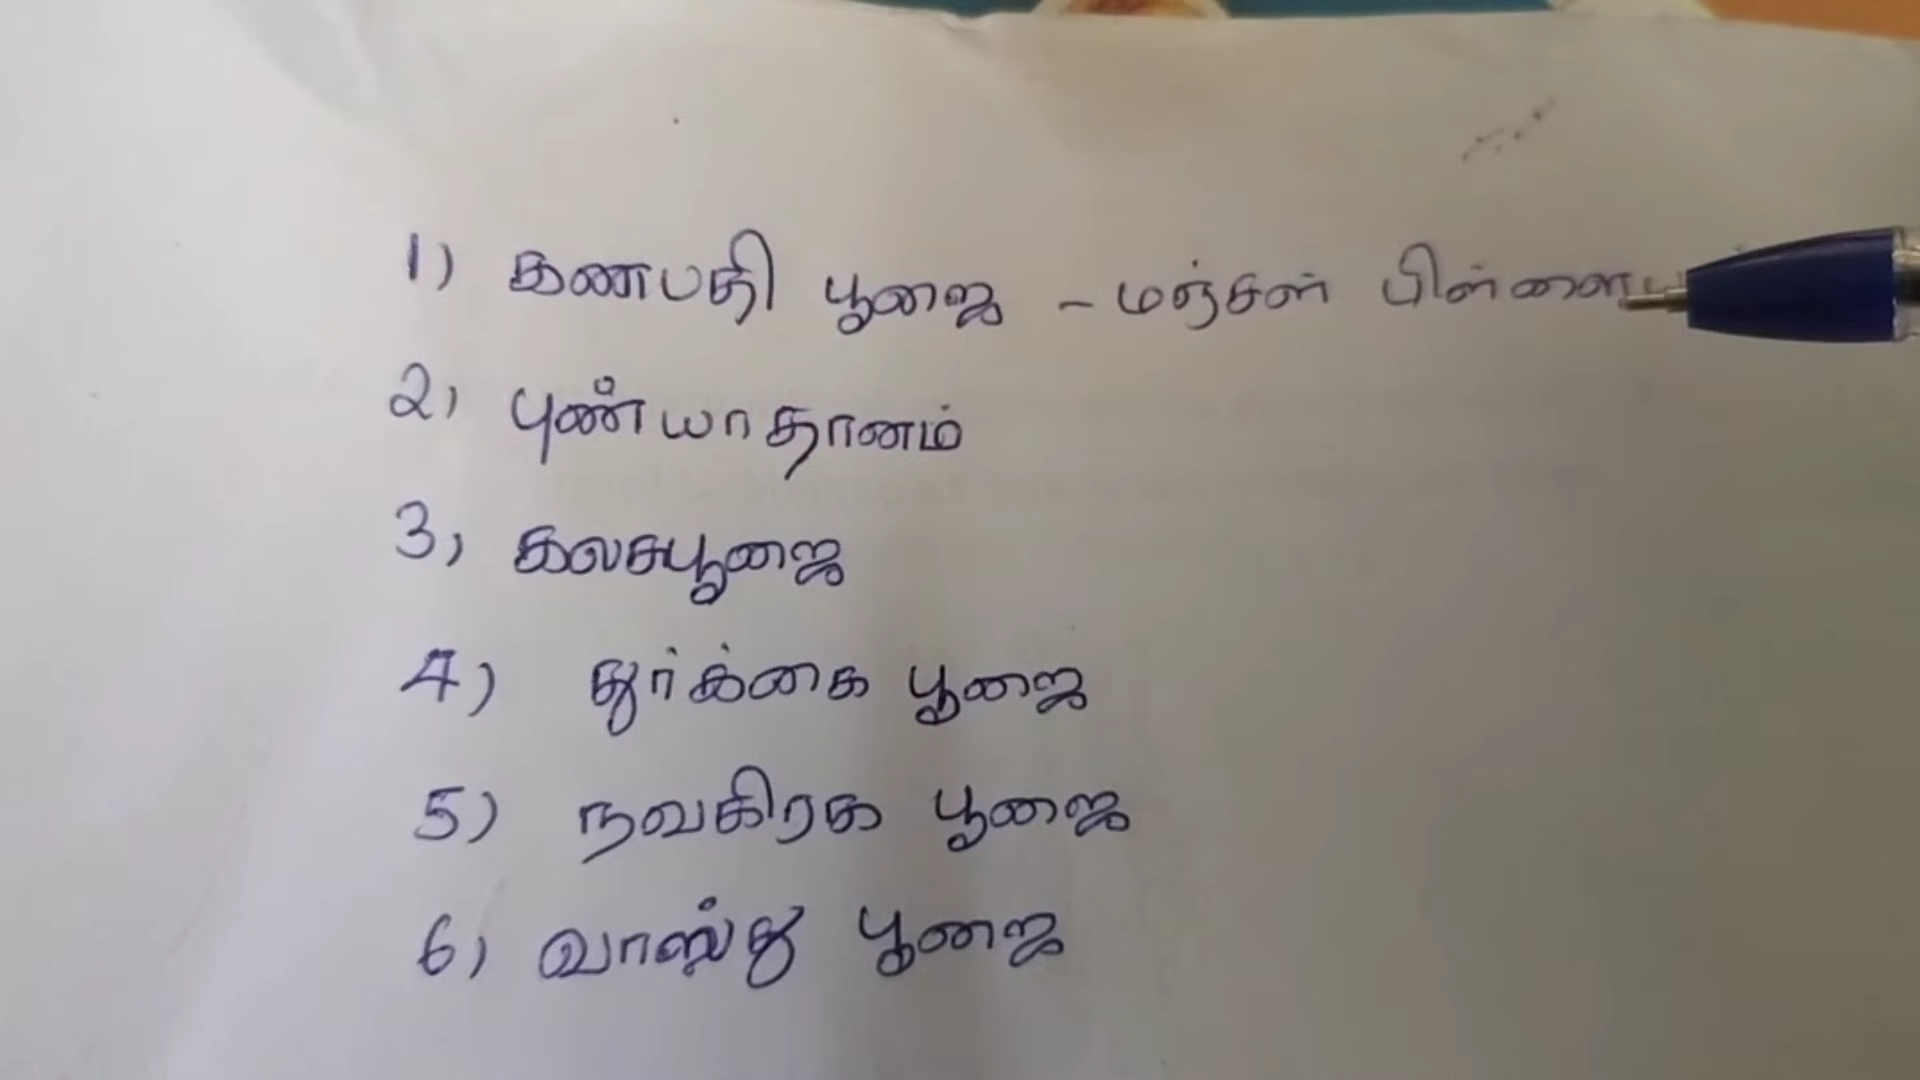 1) கணபதி பூஜை - மஞ்சள்
2) புண்யாதானம்
3) கலசபூஜை
4) துர்க்கை பூஜை
5) நவகிரக பூஜை
6) வாஸ்து பூஜை